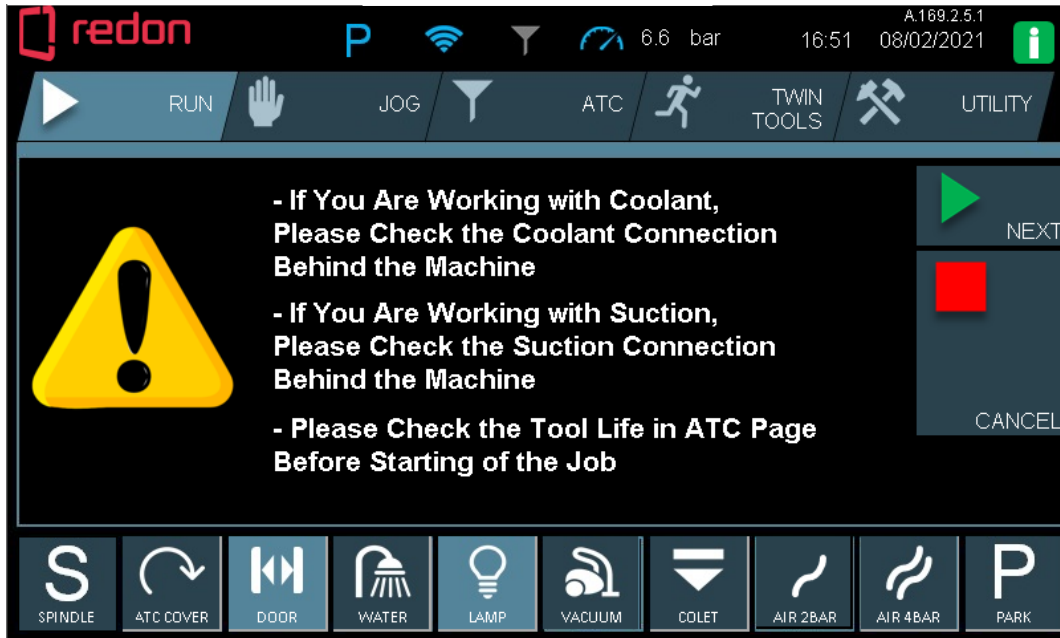 redon
P
6.6 bar
16:51
A.169.2.5.1
08/02/2021
i
RUN
JOG
ATC
TWIN
TOOLS
UTILITY
- If You Are Working with Coolant,
Please Check the Coolant Connection
Behind the Machine
- If You Are Working with Suction,
Please Check the Suction Connection
Behind the Machine
- Please Check the Tool Life in ATC Page
Before Starting of the Job
NEXT
CANCEL
S
SPINDLE
ATC COVER
DOOR
WATER
LAMP
VACUUM
COLET
AIR 2BAR
AIR 4BAR
P
PARK